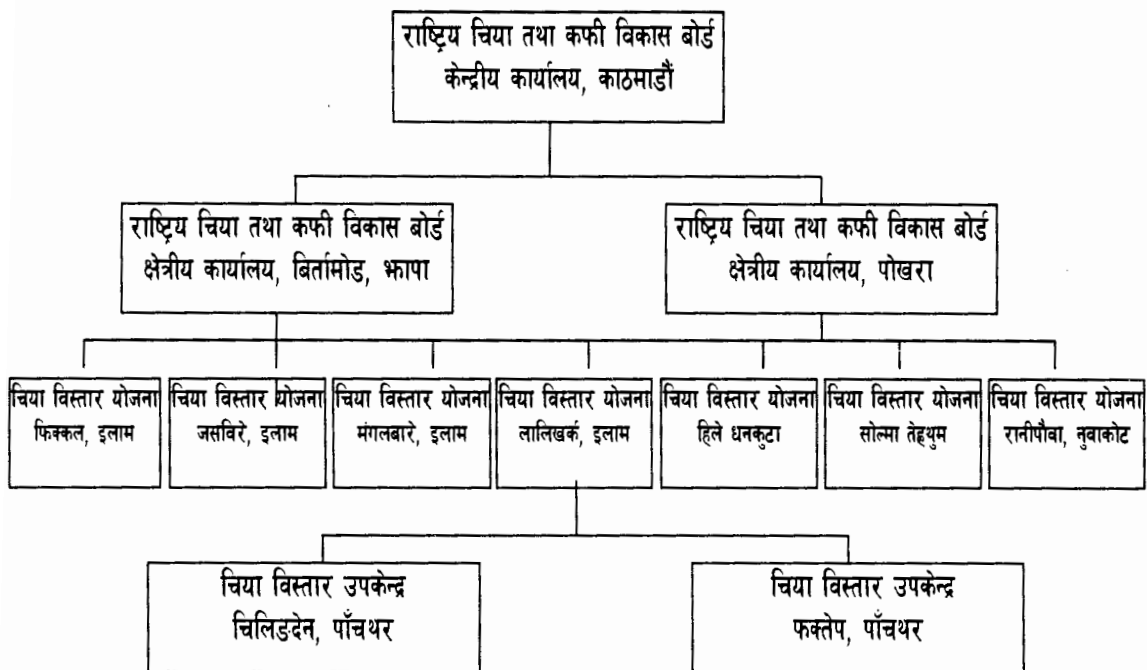 राष्ट्रिय चिया तथा कफी विकास बोर्ड
केन्द्रीय कार्यालय, काठमाडौं
राष्ट्रिय चिया तथा कफी विकास बोर्ड
क्षेत्रीय कार्यालय, बिर्तामोड, झापा
राष्ट्रिय चिया तथा कफी विकास बोर्ड
क्षेत्रीय कार्यालय, पोखरा
चिया विस्तार योजना
फिक्कल, इलाम
चिया विस्तार योजना
जसविरे, इलाम
चिया विस्तार योजना
मंगलबारे, इलाम
चिया विस्तार योजना
लालिखर्क, इलाम
चिया विस्तार योजना
हिले धनकुटा
चिया विस्तार योजना
सोल्मा तेह्रथुम
चिया विस्तार योजना
रानीपौवा, नुवाकोट
चिया विस्तार उपकेन्द्र
चिलिङदेन, पाँचथर
चिया विस्तार उपकेन्द्र
फक्तेप, पाँचथर